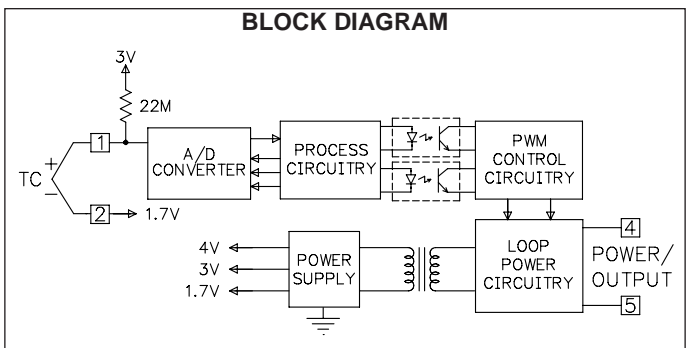 BLOCK DIAGRAM
3V
22M
1
A/D
CONVERTER
PROCESS
CIRCUITRY
PWM
CONTROL
CIRCUITRY
+
TC
−
2
1.7V
4V
3V
1.7V
POWER
SUPPLY
LOOP
POWER
CIRCUITRY
4
POWER/
OUTPUT
5